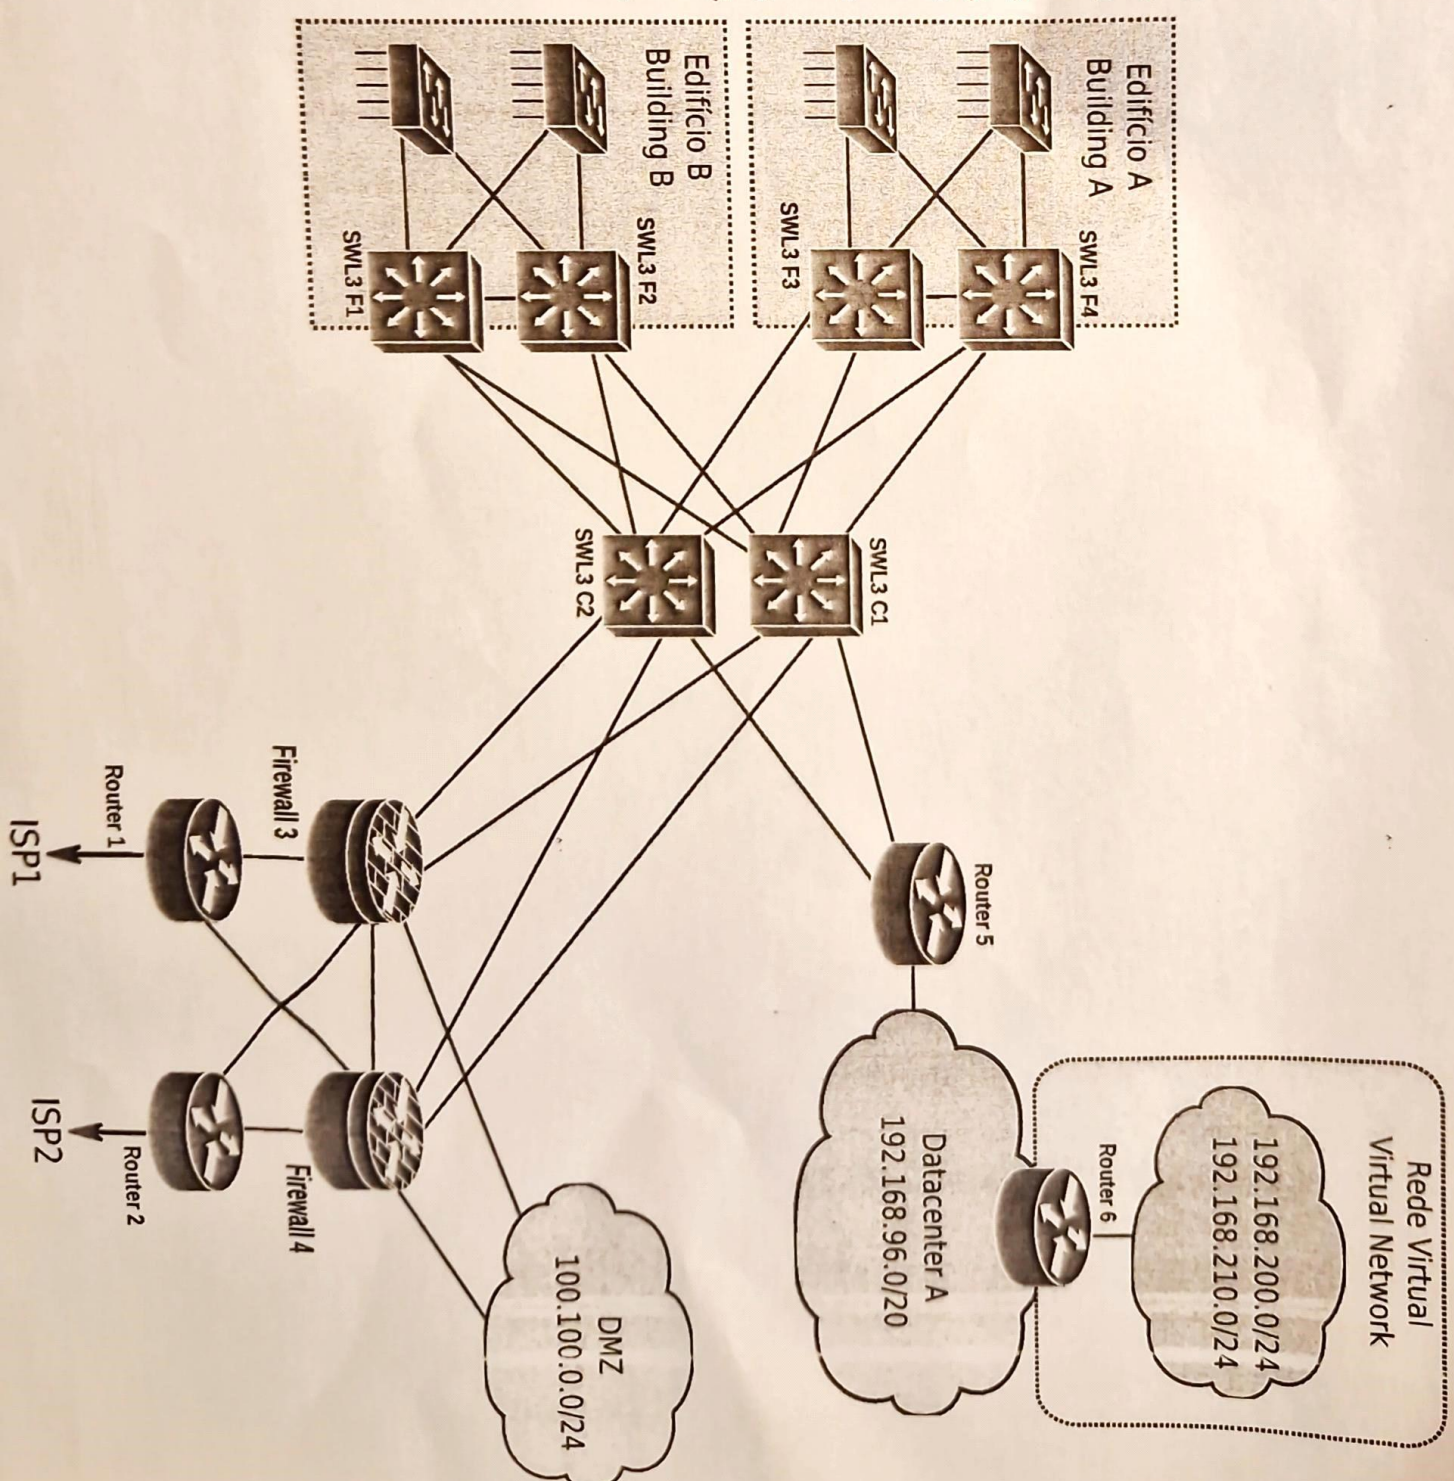 Edifício A
Building A
SWL3 F4
SWL3 F3
Edifício B
Building B
SWL3 F2
SWL3 F1
SWL3 C1
SWL3 C2
Router 5
Datacenter A
192.168.96.0/20
Rede Virtual
Virtual Network
192.168.200.0/24
192.168.210.0/24
Router 6
Firewall 3
Router 1
ISP1
Firewall 4
Router 2
ISP2
DMZ
100.100.0.0/24